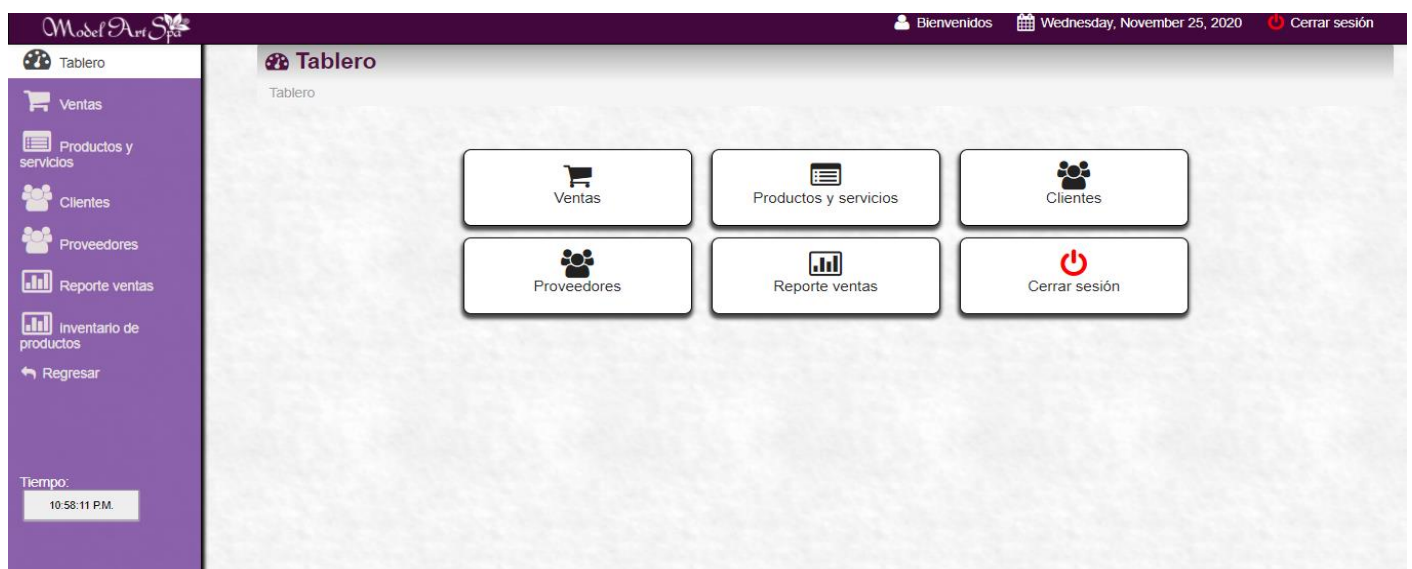 Model Art Spa
Bienvenidos
Wednesday, November 25, 2020
Cerrar sesión
Tablero
Ventas
Productos y
servicios
Clientes
Proveedores
Reporte ventas
Inventario de
productos
Regresar
Tiempo:
10:58:11 P.M.
Tablero
Tablero
Ventas
Productos y servicios
Clientes
Proveedores
Reporte ventas
Cerrar sesión